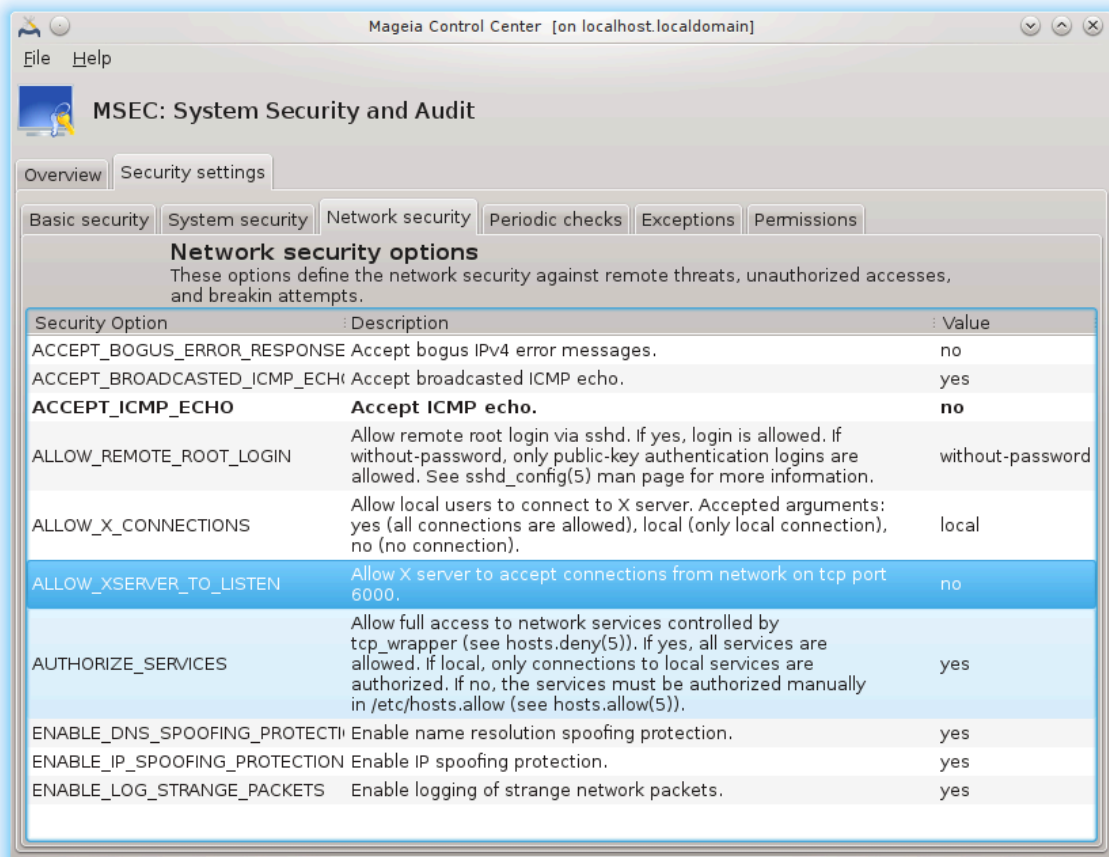 Mageia Control Center [on localhost.localdomain]
File Help
MSEC: System Security and Audit
Overview Security settings
Basic security System security Network security Periodic checks Exceptions Permissions
Network security options
These options define the network security against remote threats, unauthorized accesses,
and breakin attempts.
Security Option Description Value
ACCEPT_BOGUS_ERROR_RESPONSE Accept bogus IPv4 error messages. no
ACCEPT_BROADCASTED_ICMP_ECH Accept broadcasted ICMP echo. yes
ACCEPT_ICMP_ECHO Accept ICMP echo. no
Allow remote root login via sshd. If yes, login is allowed. If
ALLOW_REMOTE_ROOT_LOGIN without-password, only public-key authentication logins are without-password
allowed. See sshd_config(5) man page for more information.
Allow local users to connect to X server. Accepted arguments:
ALLOW_X_CONNECTIONS yes (all connections are allowed), local (only local connection), local
no (no connection).
ALLOW_XSERVER_TO_LISTEN Allow X server to accept connections from network on tcp port no
6000.
Allow full access to network services controlled by
tcp_wrapper (see hosts.deny(5)). If yes, all services are
AUTHORIZE_SERVICES allowed. If local, only connections to local services are yes
authorized. If no, the services must be authorized manually
in /etc/hosts.allow (see hosts.allow(5)).
ENABLE_DNS_SPOOFING_PROTECTI Enable name resolution spoofing protection. yes
ENABLE_IP_SPOOFING_PROTECTION Enable IP spoofing protection. yes
ENABLE_LOG_STRANGE_PACKETS Enable logging of strange network packets. yes